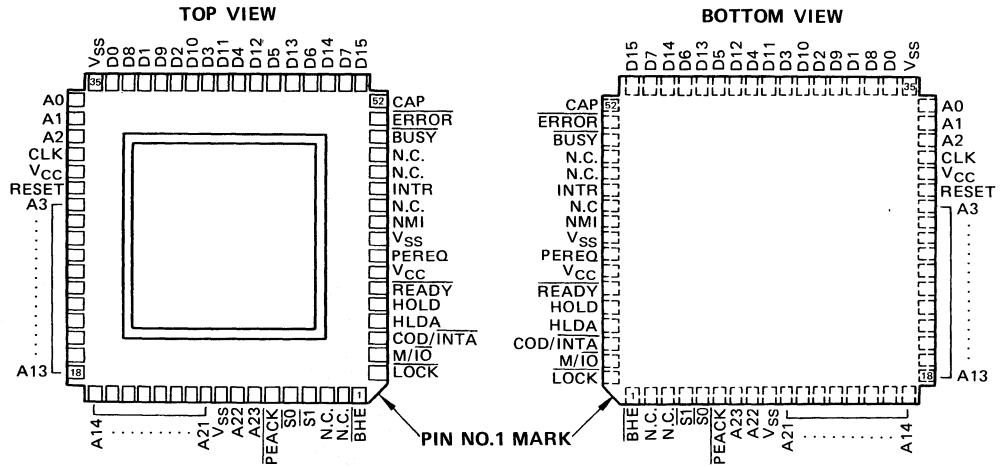 TOP VIEW
VSS D0 D8 D1 D9 D2 D10 D3 D11 D4 D12 D5 D13 D6 D14 D7 D15
35
A0
A1
A2
CLK
VCC
RESET
A3
A13
18
52
CAP
ERROR
BUSY
N.C.
N.C.
INTR
N.C
NMI
VSS
PEREQ
VCC
READY
HOLD
HLDA
COD/INTA
M/IO
LOCK
1
A14 A21 VSS A22 A23 PEACK S0 S1 N.C. N.C. BHE
PIN NO.1 MARK
BOTTOM VIEW
D15 D7 D14 D6 D13 D5 D12 D4 D11 D3 D10 D2 D9 D1 D8 D0 VSS
35
CAP
ERROR
BUSY
N.C.
N.C.
INTR
N.C
NMI
VSS
PEREQ
VCC
READY
HOLD
HLDA
COD/INTA
M/IO
LOCK
52
A0
A1
A2
CLK
VCC
RESET
A3
A13
18
1
BHE N.C. N.C. S1 S0 PEACK A23 A22 VSS A21 A14